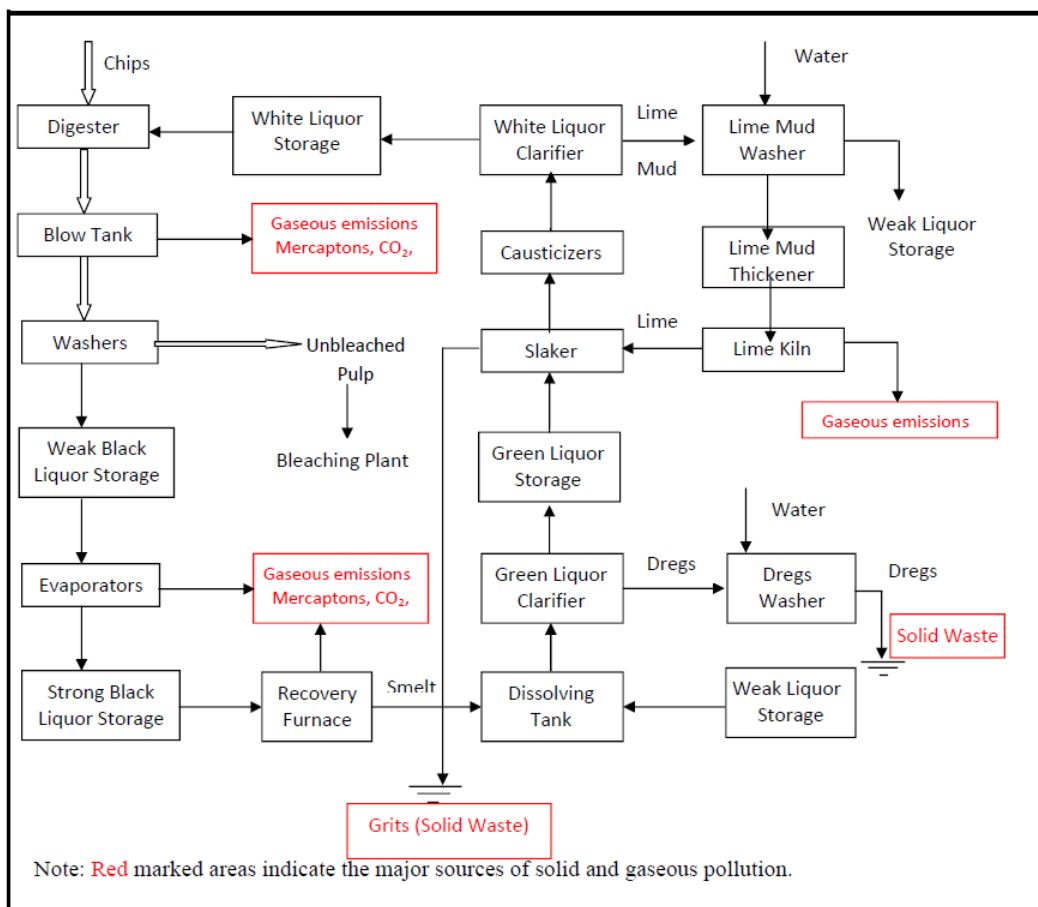 Chips
Digester
White Liquor
Storage
White Liquor
Clarifier
Lime
Mud
Water
Lime Mud
Washer
Blow Tank
Gaseous emissions
Mercaptons, CO₂,
Causticizers
Lime Mud
Thickener
Weak Liquor
Storage
Washers
Unbleached
Pulp
Slaker
Lime
Lime Kiln
Gaseous emissions
Weak Black
Liquor Storage
Bleaching Plant
Green Liquor
Storage
Water
Evaporators
Gaseous emissions
Mercaptons, CO₂,
Green Liquor
Clarifier
Dregs
Dregs
Washer
Dregs
Solid Waste
Strong Black
Liquor Storage
Recovery
Furnace
Smelt
Dissolving
Tank
Weak Liquor
Storage
Grits (Solid Waste)
Note: Red marked areas indicate the major sources of solid and gaseous pollution.